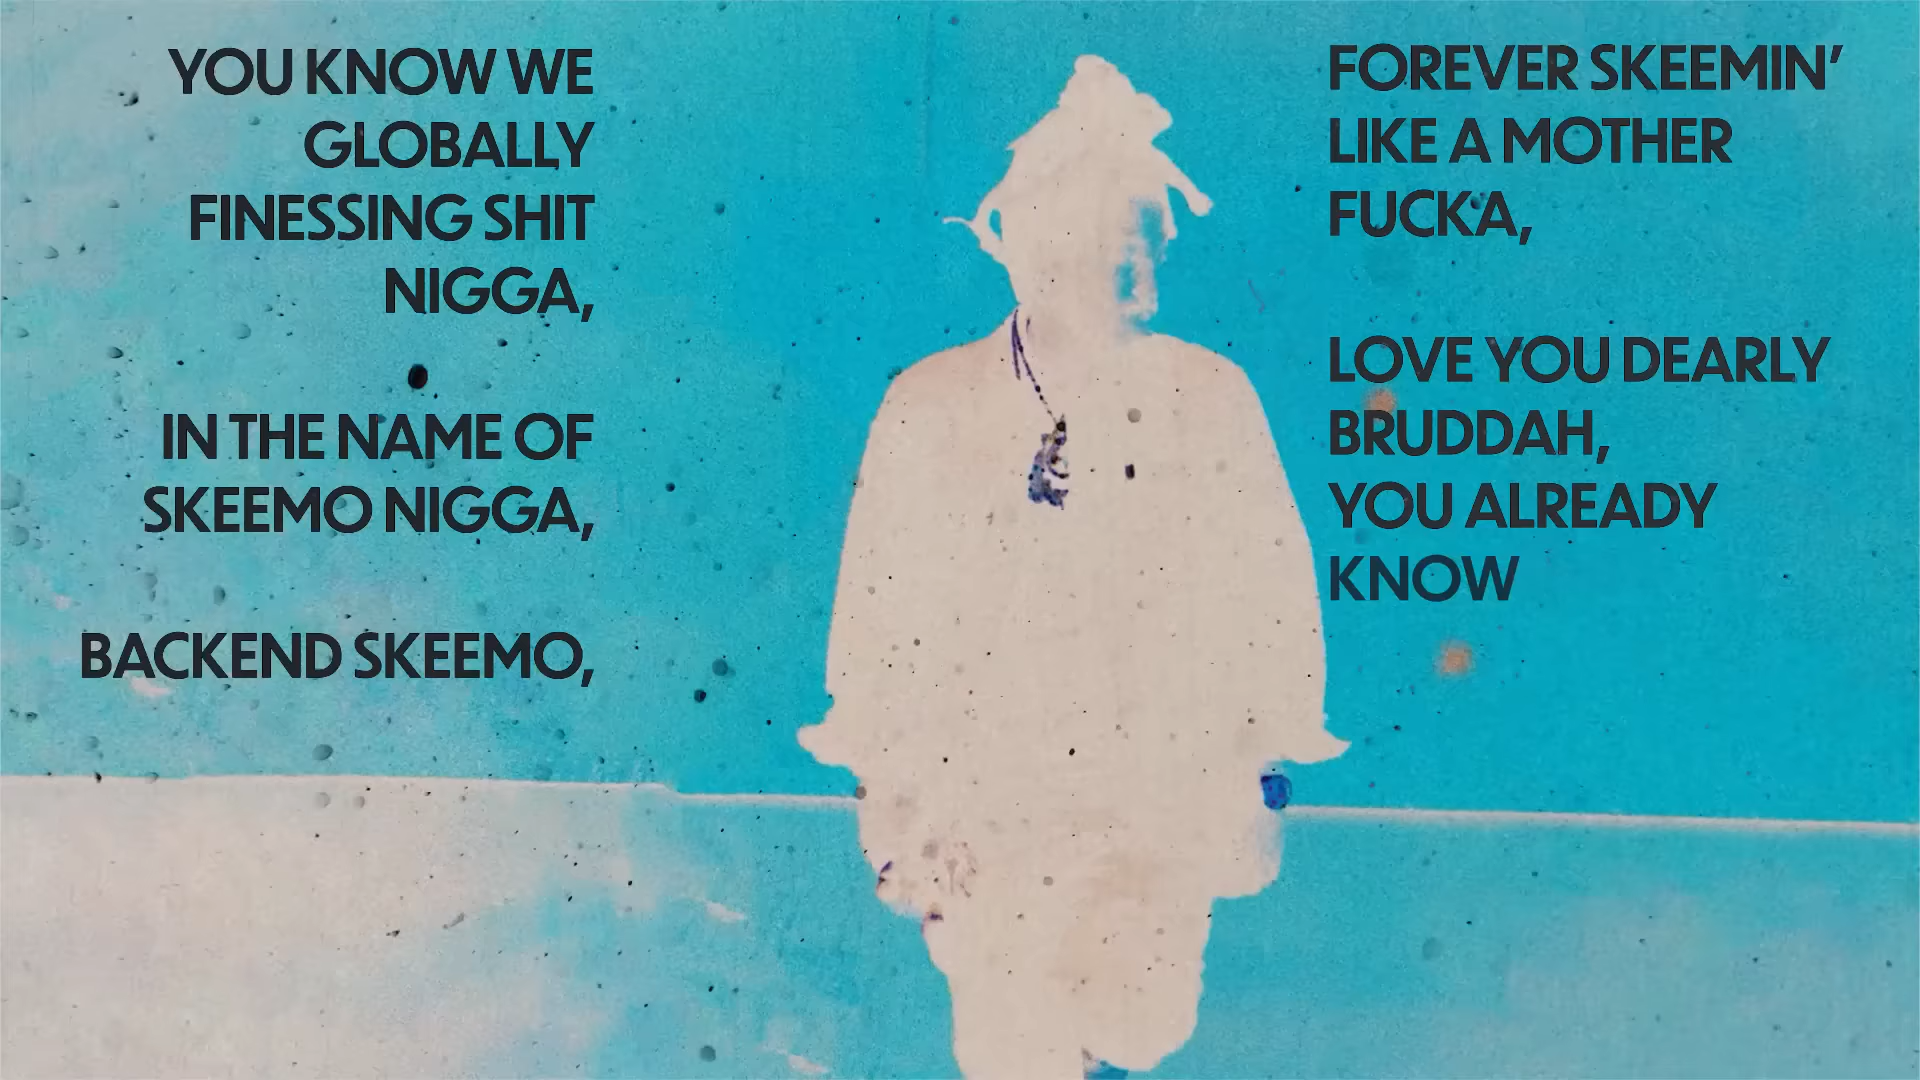 YOU KNOW WE
GLOBALLY
FINESSING SHIT
NIGGA,
IN THE NAME OF
SKEEMO NIGGA,
BACKEND SKEEMO,
FOREVER SKEEMIN'
LIKE A MOTHER
FUCKA,
LOVE YOU DEARLY
BRUDDAH,
YOU ALREADY
KNOW